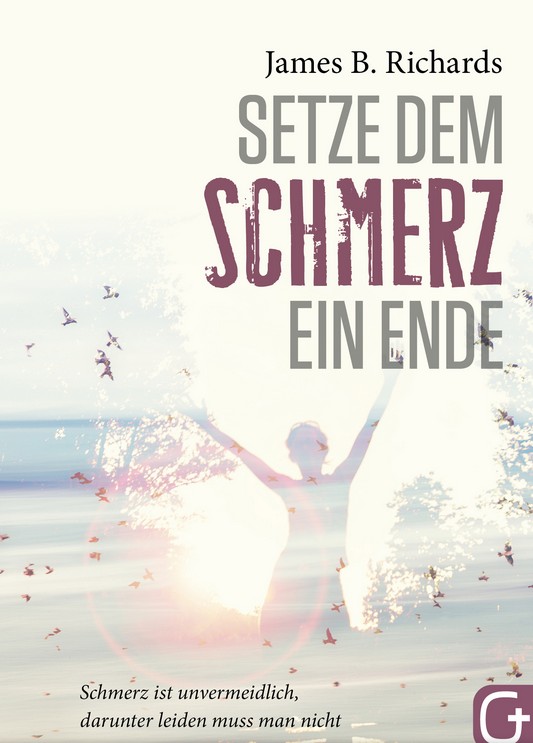 James B. Richards
SETZE DEM
SCHMERZ
EIN ENDE
Schmerz ist unvermeidlich,
darunter leiden muss man nicht